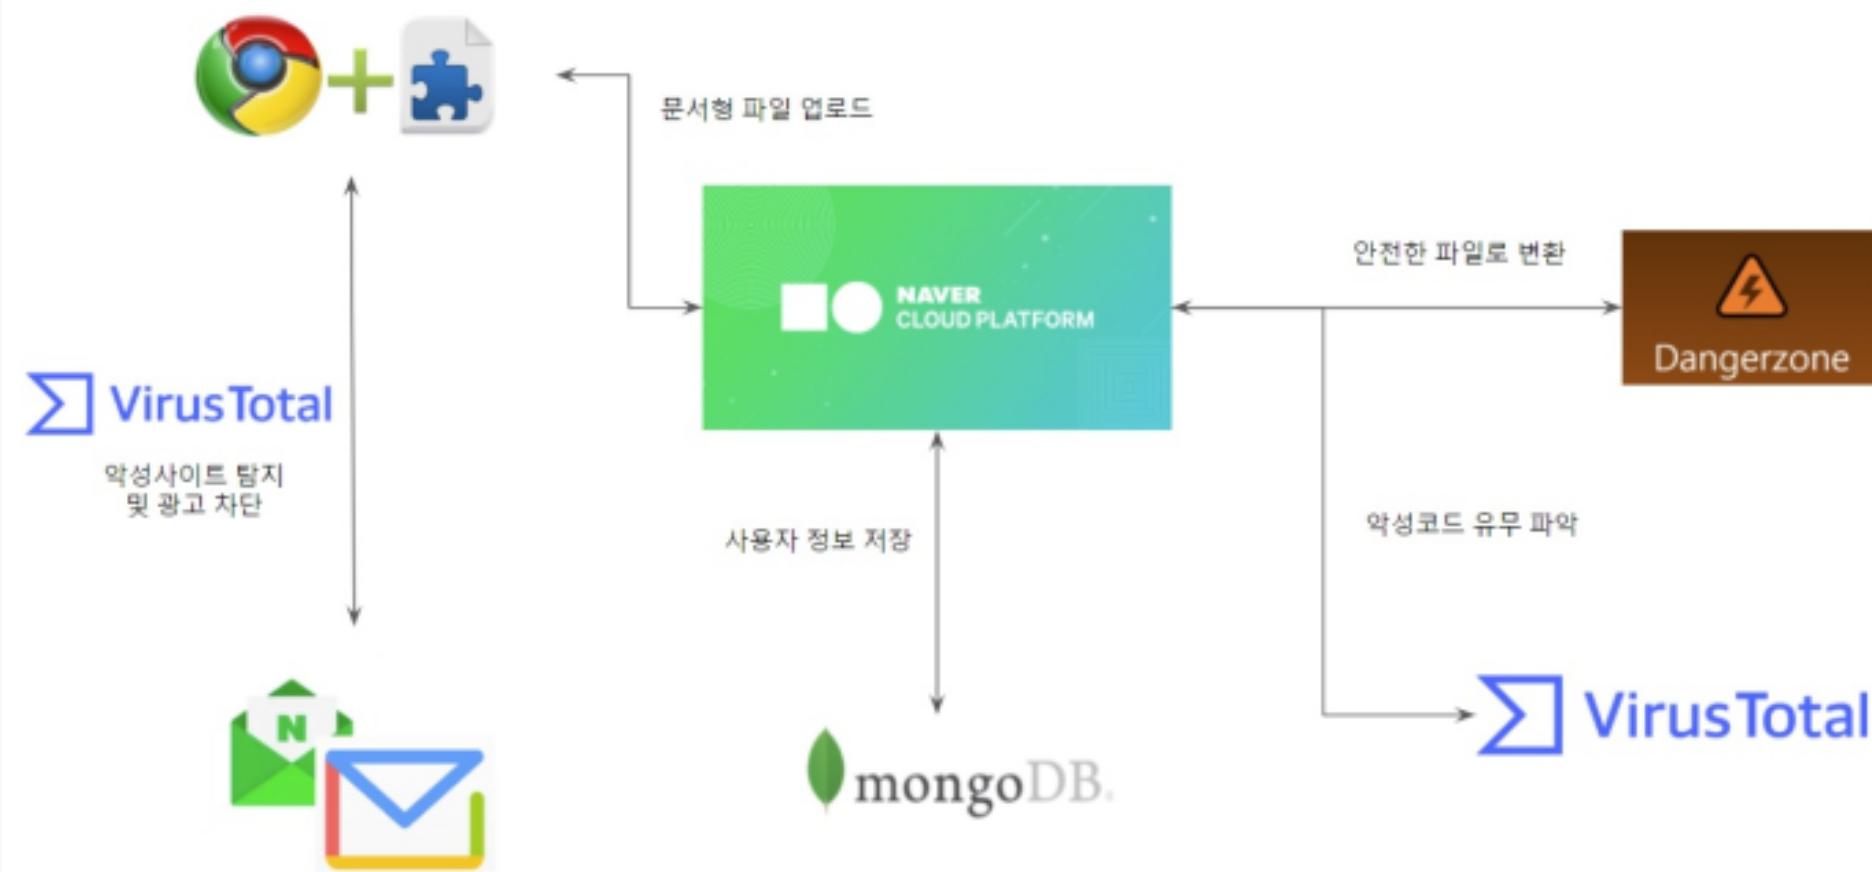 문서형 파일 업로드
NAVER
CLOUD PLATFORM
안전한 파일로 변환
Dangerzone
VirusTotal
악성사이트 탐지
및 광고 차단
사용자 정보 저장
악성코드 유무 파악
N
mongoDB.
VirusTotal